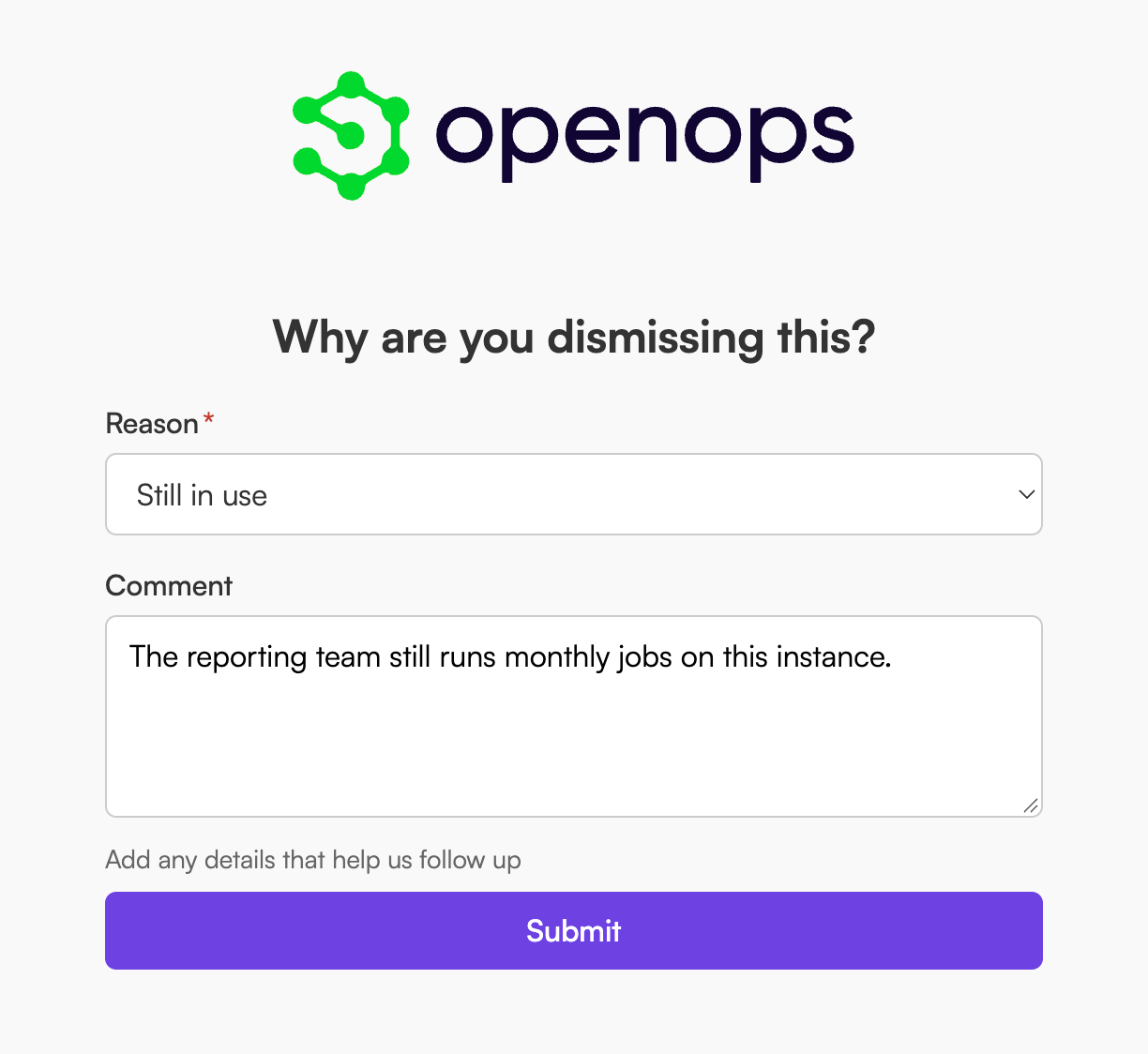 openops
Why are you dismissing this?
Reason*
Still in use
Comment
The reporting team still runs monthly jobs on this instance.
Add any details that help us follow up
Submit